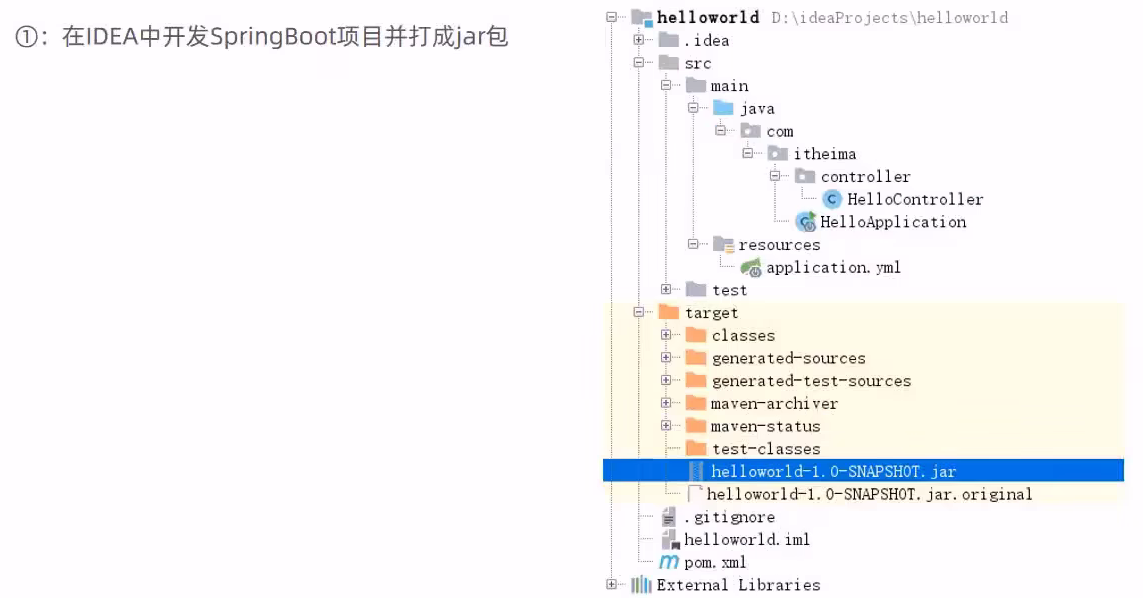 ①：在IDEA中开发SpringBoot项目并打成jar包
helloworld D:\ideaProjects\helloworld
.idea
src
main
java
com
itheima
controller
HelloController
HelloApplication
resources
application.yml
test
target
classes
generated-sources
generated-test-sources
maven-archiver
maven-status
test-classes
helloworld-1.0-SNAPSHOT.jar
helloworld-1.0-SNAPSHOT.jar.original
.gitignore
helloworld.iml
pom.xml
External Libraries